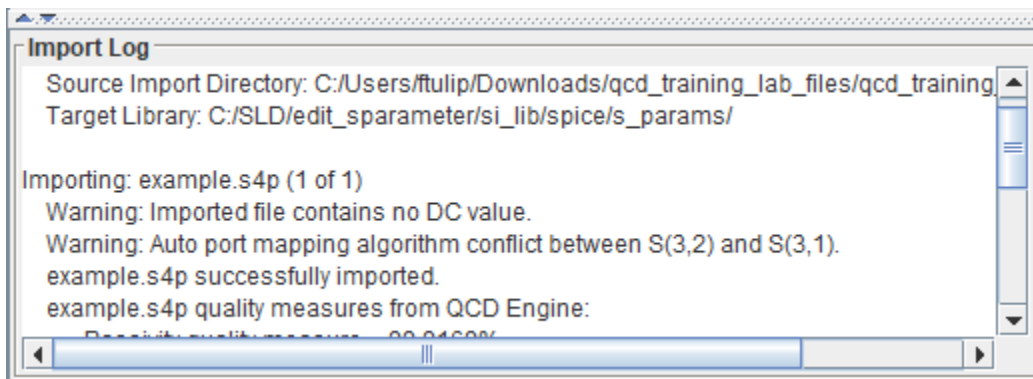 Import Log
Source Import Directory: C:/Users/ftulip/Downloads/qcd_training_lab_files/qcd_training_
Target Library: C:/SLD/edit_sparameter/si_lib/spice/s_params/
Importing: example.s4p (1 of 1)
Warning: Imported file contains no DC value.
Warning: Auto port mapping algorithm conflict between S(3,2) and S(3,1).
example.s4p successfully imported.
example.s4p quality measures from QCD Engine: